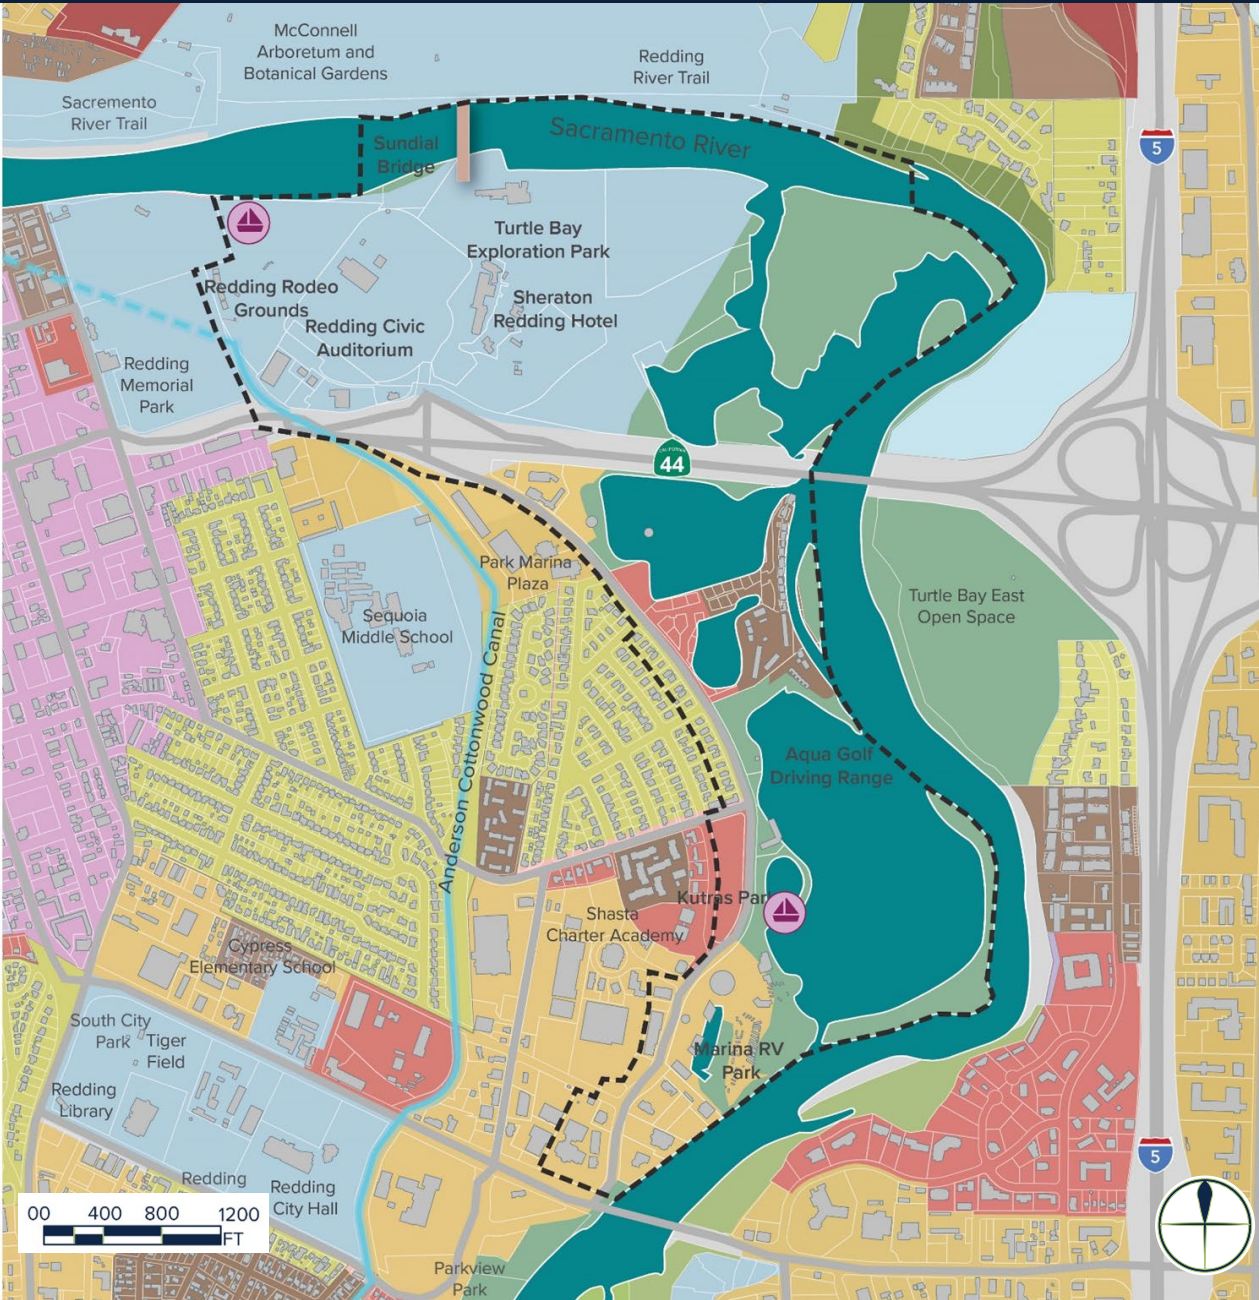 McConnell
Arboretum and
Botanical Gardens
Redding
River Trail
Sacremento
River Trail
Sundial
Bridge
Sacramento River
5
Turtle Bay
Exploration Park
Redding Rodeo
Grounds
Sheraton
Redding Hotel
Redding Civic
Auditorium
Redding
Memorial
Park
CALIFORNIA
44
Park Marina
Plaza
Sequoia
Middle School
Turtle Bay East
Open Space
Anderson Cottonwood Canal
Aqua Golf
Driving Range
Kutras Par
Shasta
Charter Academy
Cypress
Elementary School
South City
Park
Tiger
Field
Marina RV
Park
Redding
Library
Redding
Redding
City Hall
5
00 400 800 1200
FT
Parkview
Park